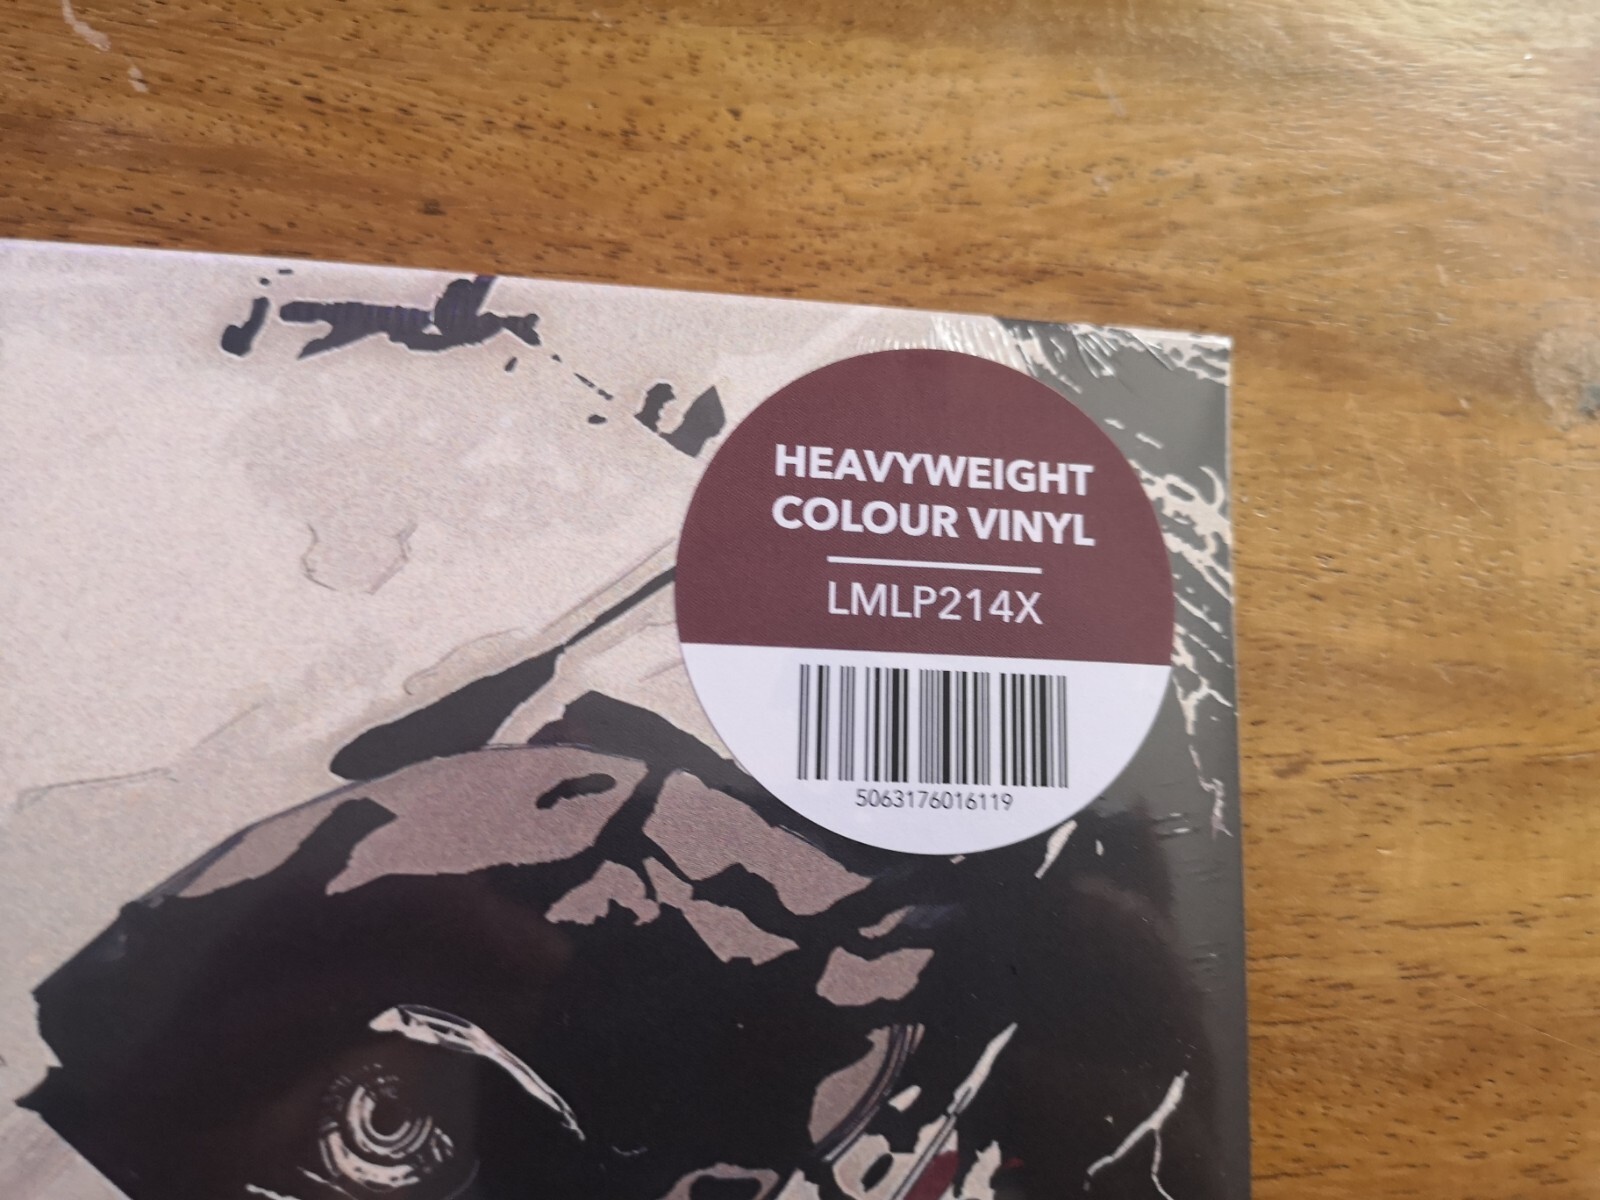 HEAVYWEIGHT
COLOUR VINYL
LMLP214X
5063176016119